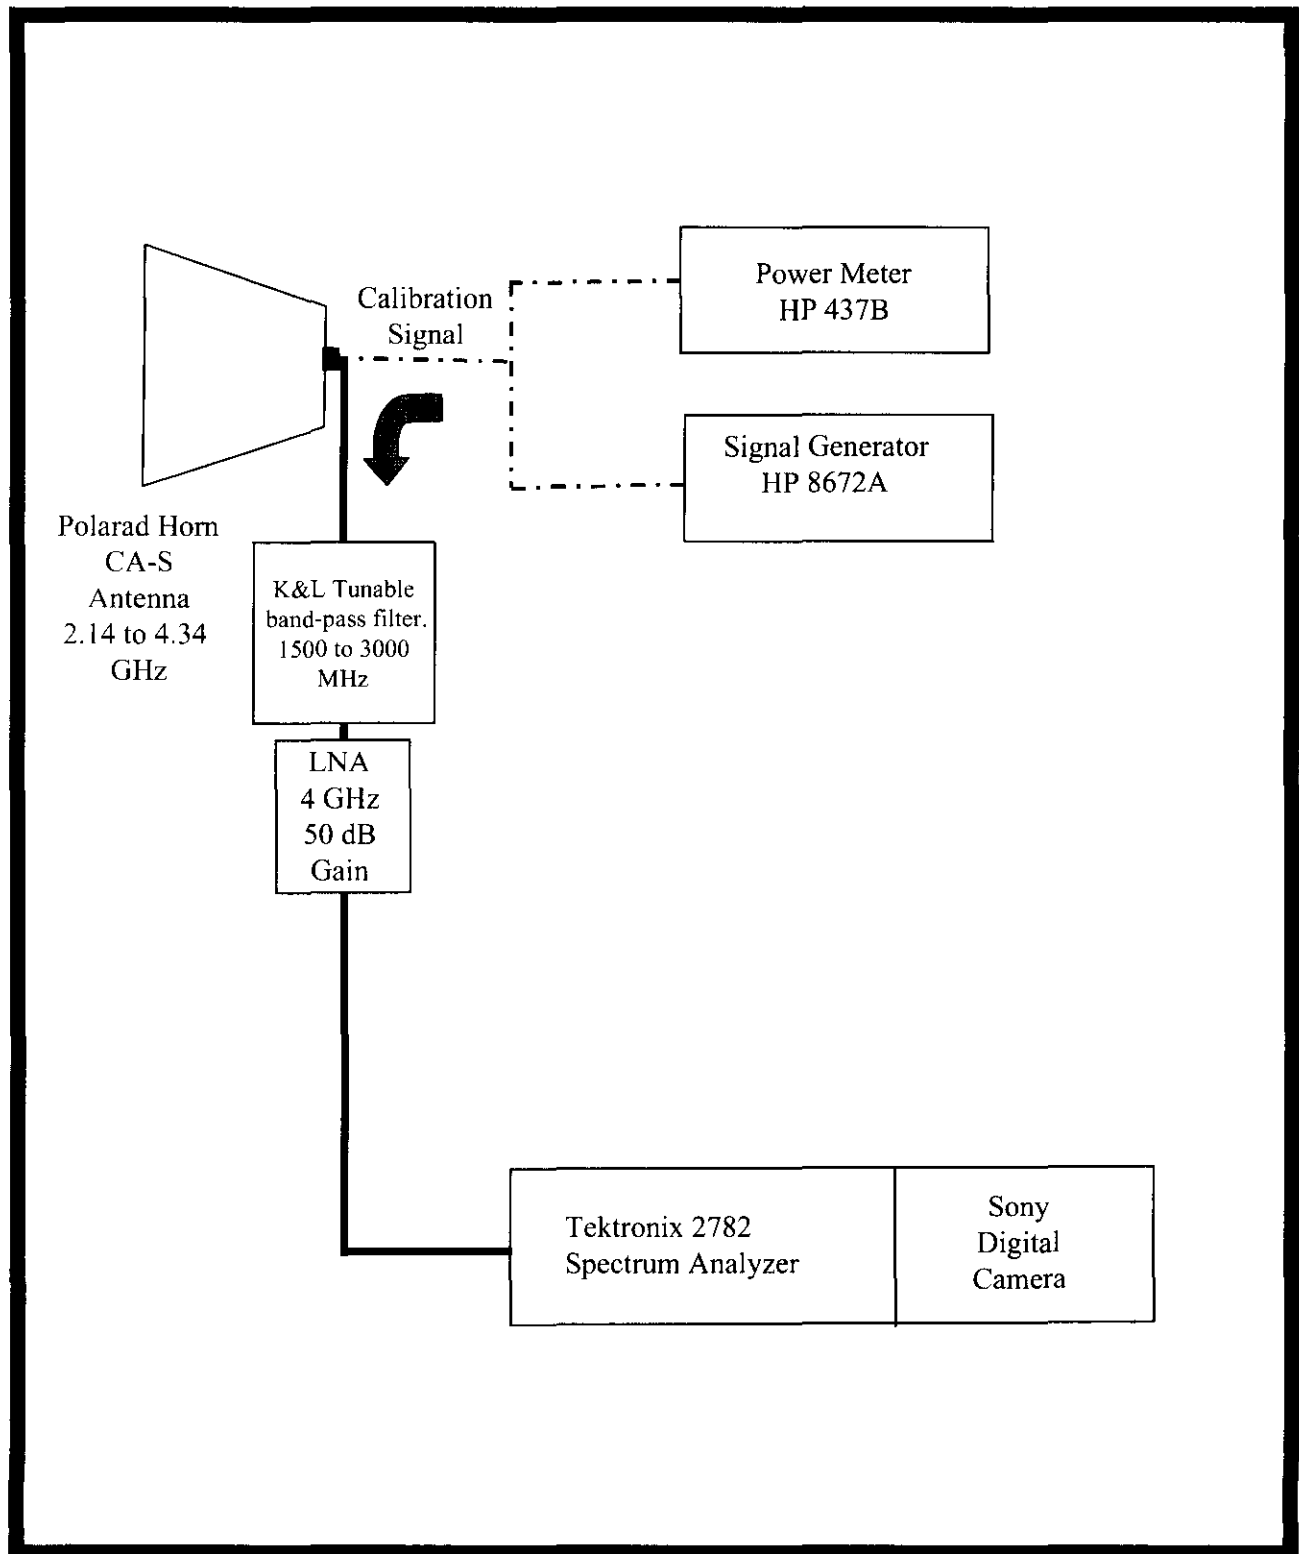 Power Meter
HP 437B
Calibration
Signal
Signal Generator
HP 8672A
Polarad Horn
CA-S
Antenna
2.14 to 4.34
GHz
K&L Tunable
band-pass filter.
1500 to 3000
MHz
LNA
4 GHz
50 dB
Gain
Tektronix 2782
Spectrum Analyzer
Sony
Digital
Camera